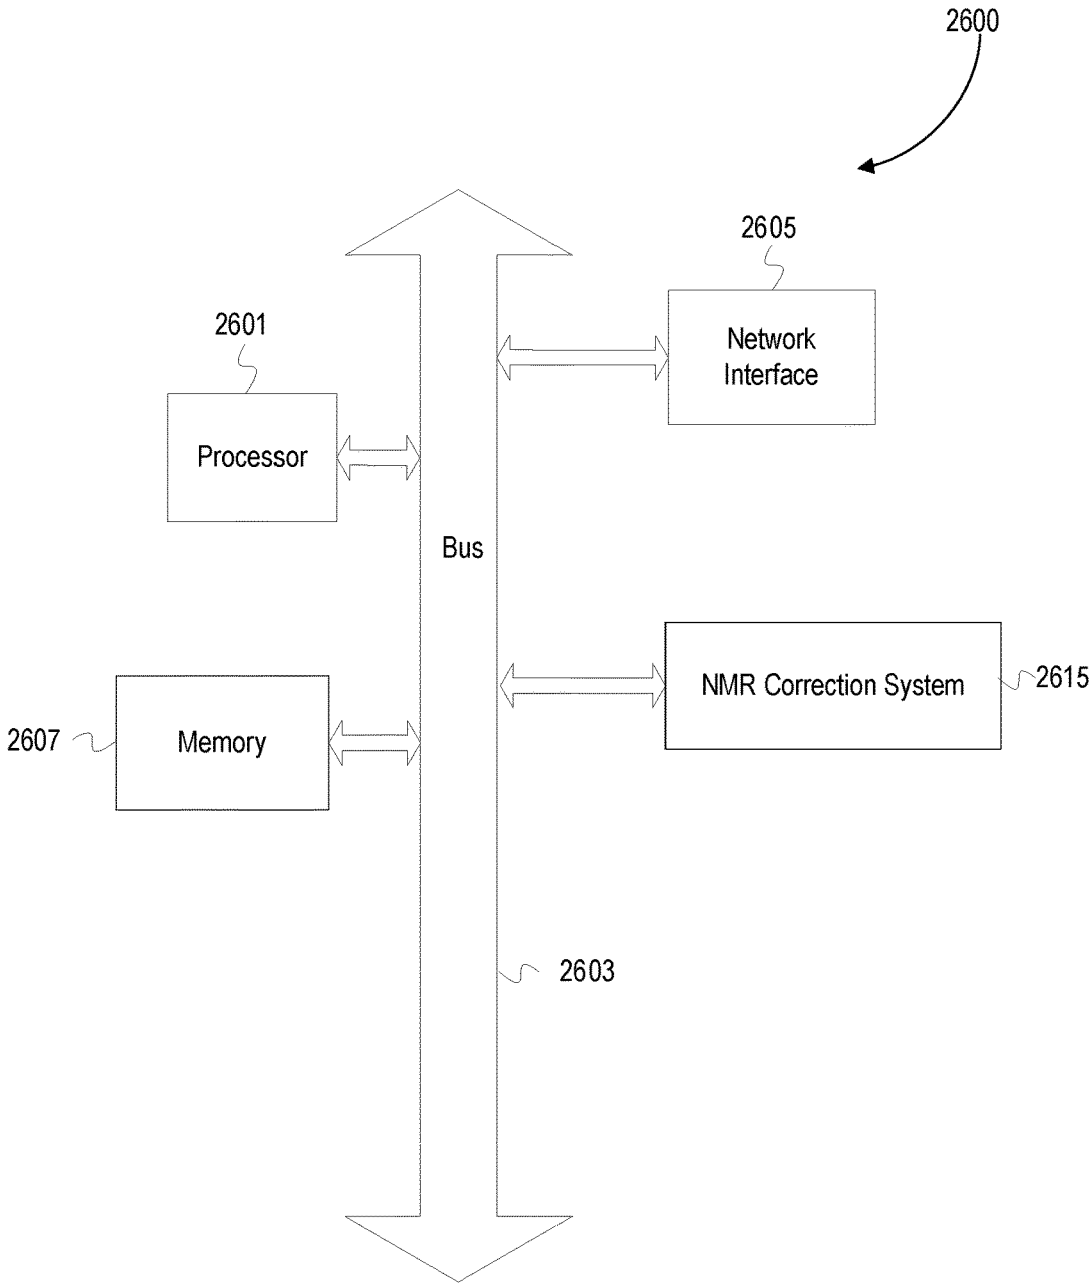 2600
2605
Network
Interface
2601
Processor
Bus
NMR Correction System
2615
2607
Memory
2603